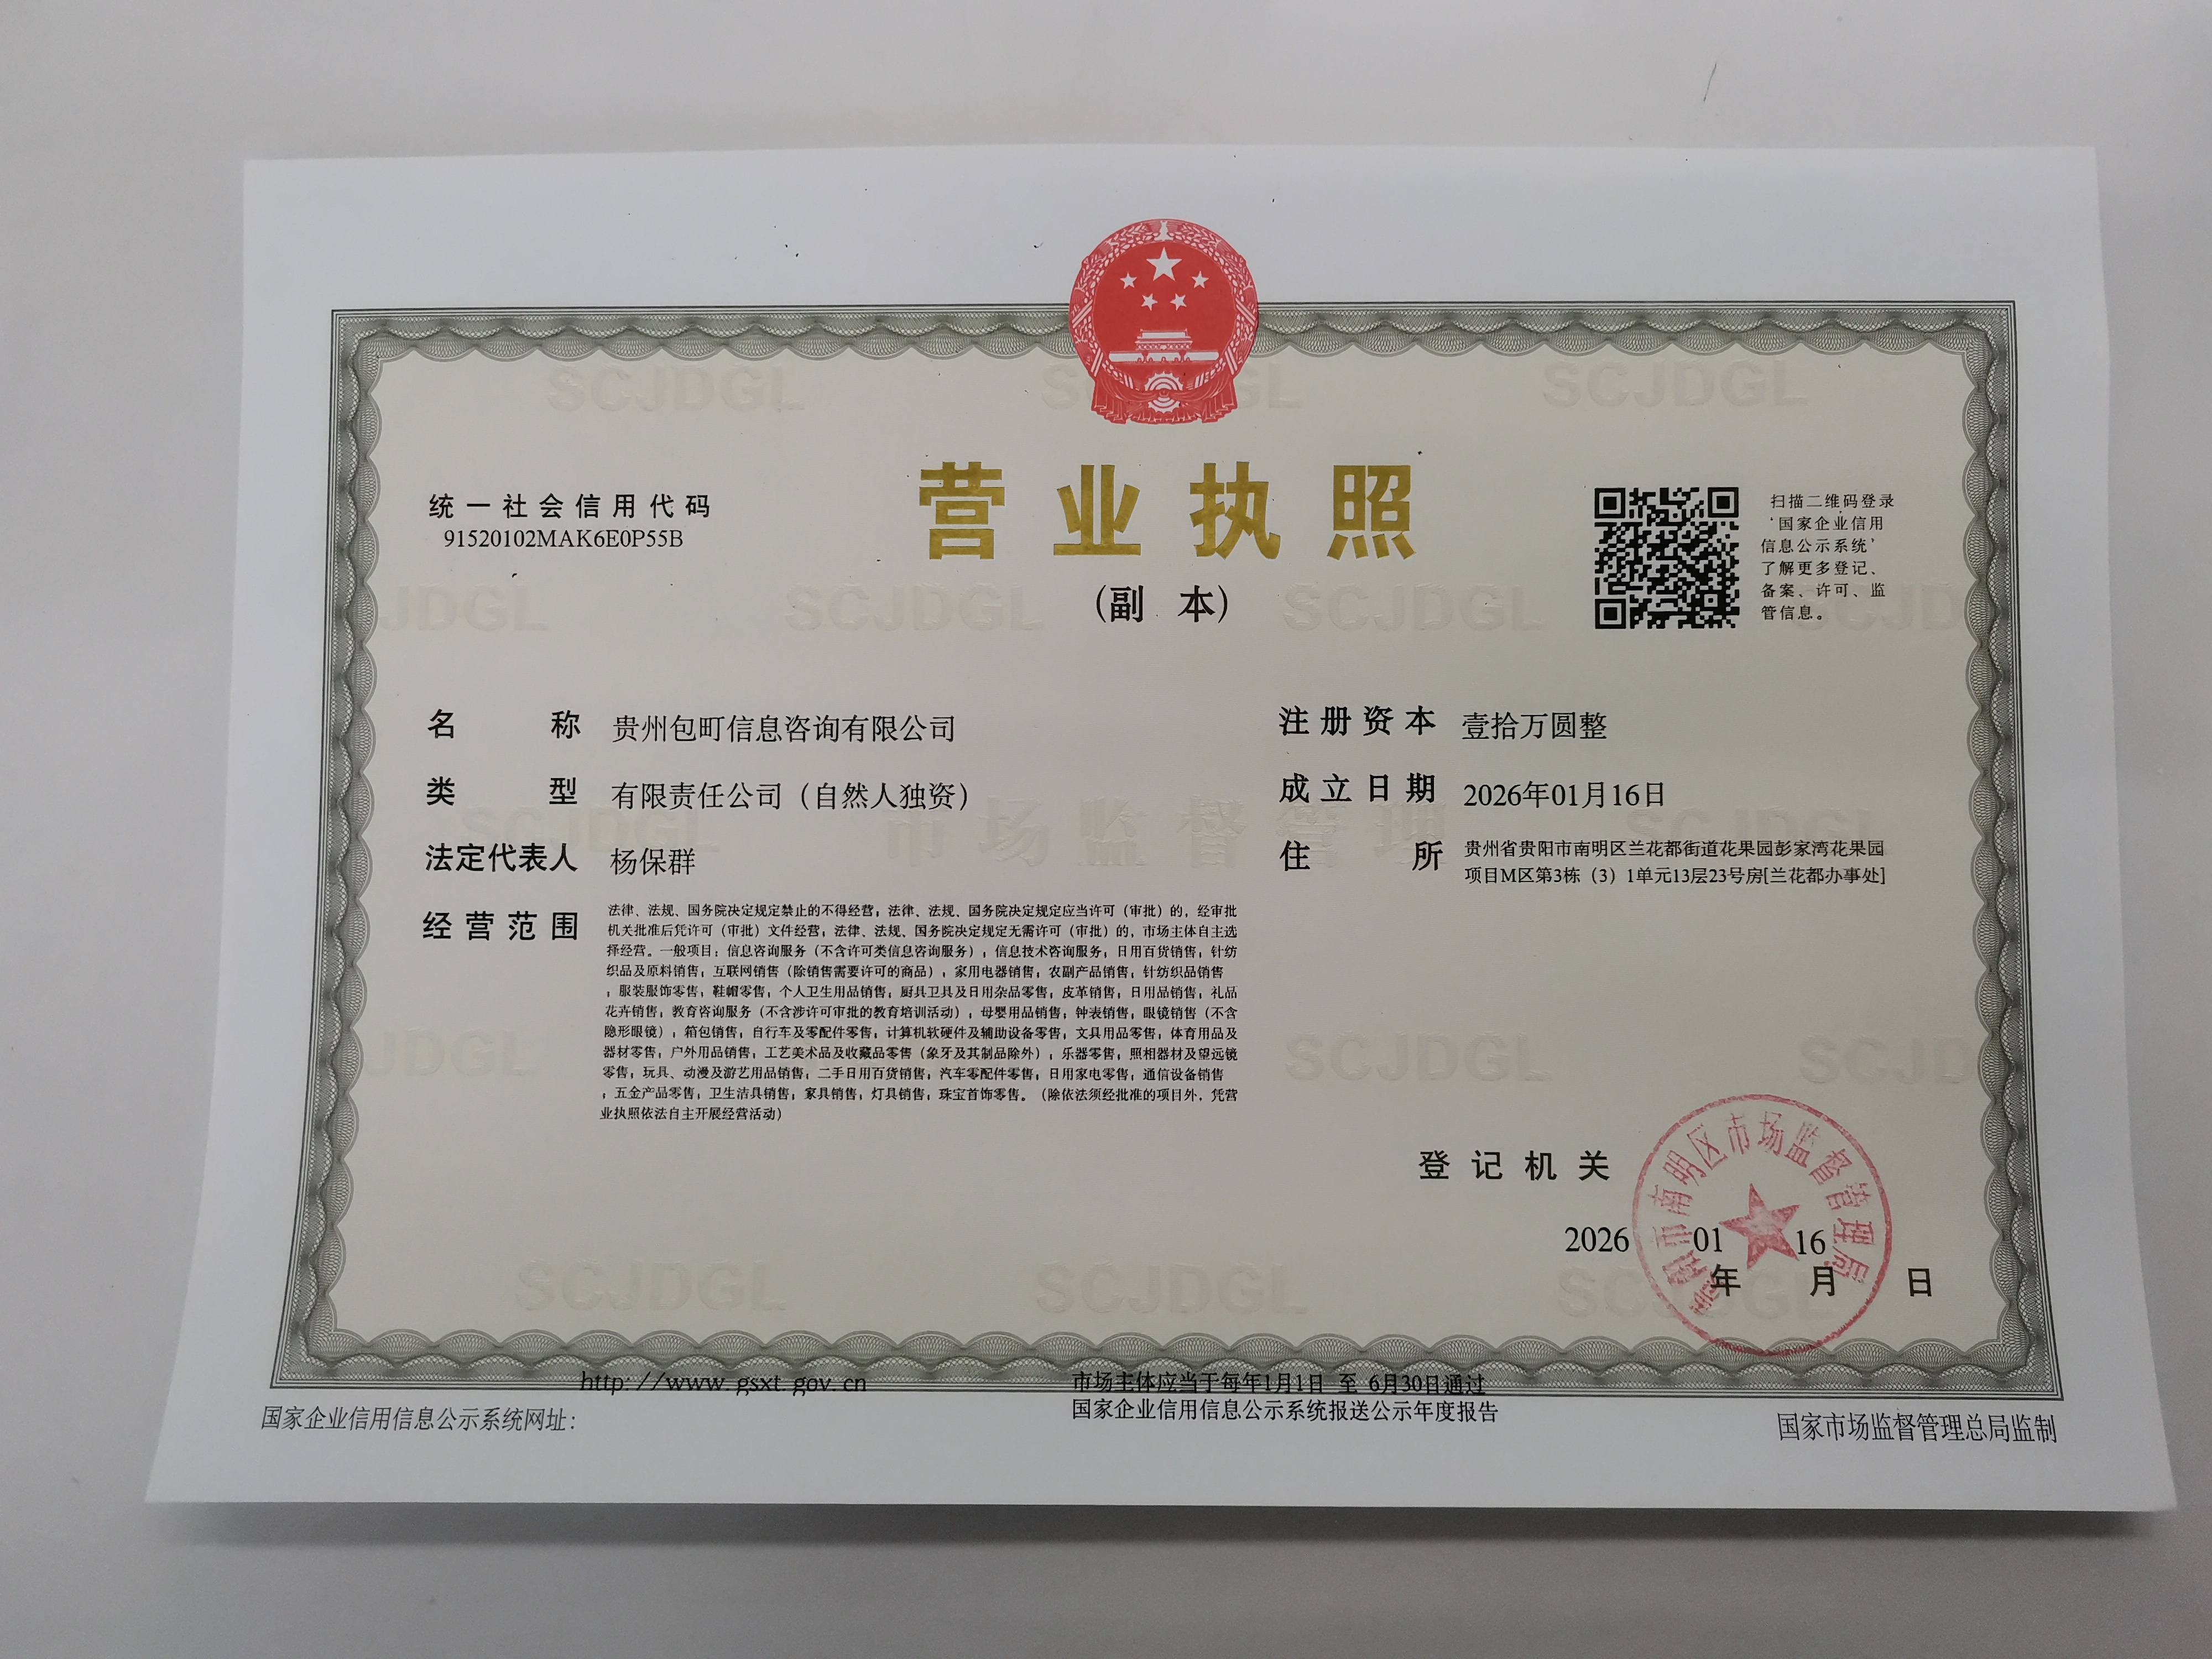 营业执照
(副 本)
统一社会信用代码
91520102MAK6E0P55B
扫描二维码登录
'国家企业信用
信息公示系统'
了解更多登记、
备案、许可、监
管信息。
名 称 贵州包町信息咨询有限公司
类 型 有限责任公司（自然人独资）
法定代表人 杨保群
经营范围 法律、法规、国务院决定规定禁止的不得经营；法律、法规、国务院决定规定应当许可（审批）的，经审批
机关批准后凭许可（审批）文件经营；法律、法规、国务院决定规定无需许可（审批）的，市场主体自主选
择经营。一般项目：信息咨询服务（不含许可类信息咨询服务）；信息技术咨询服务；日用百货销售；针纺
织品及原料销售；互联网销售（除销售需要许可的商品）；家用电器销售；农副产品销售；针纺织品销售
；服装服饰零售；鞋帽零售；个人卫生用品销售；厨具卫具及日用杂品零售；皮革销售；日用品销售；礼品
花卉销售；教育咨询服务（不含涉许可审批的教育培训活动）；母婴用品销售；钟表销售；眼镜销售（不含
隐形眼镜）；箱包销售；自行车及零配件零售；计算机软硬件及辅助设备零售；文具用品零售；体育用品及
器材零售；户外用品销售；工艺美术品及收藏品零售（象牙及其制品除外）；乐器零售；照相器材及望远镜
零售；玩具、动漫及游艺用品销售；二手日用百货销售；汽车零配件零售；日用家电零售；通信设备销售
；五金产品零售；卫生洁具销售；家具销售；灯具销售；珠宝首饰零售。（除依法须经批准的项目外，凭营
业执照依法自主开展经营活动）
注册资本 壹拾万圆整
成立日期 2026年01月16日
住 所 贵州省贵阳市南明区兰花都街道花果园彭家湾花果园
项目M区第3栋（3）1单元13层23号房[兰花都办事处]
登记机关
贵阳市南明区市场监督管理局
2026 01 16
年 月 日
SCJDGL
市场监督管理
http://www.gsxt.gov.cn
国家企业信用信息公示系统网址：
市场主体应当于每年1月1日 至 6月30日通过
国家企业信用信息公示系统报送公示年度报告
国家市场监督管理总局监制